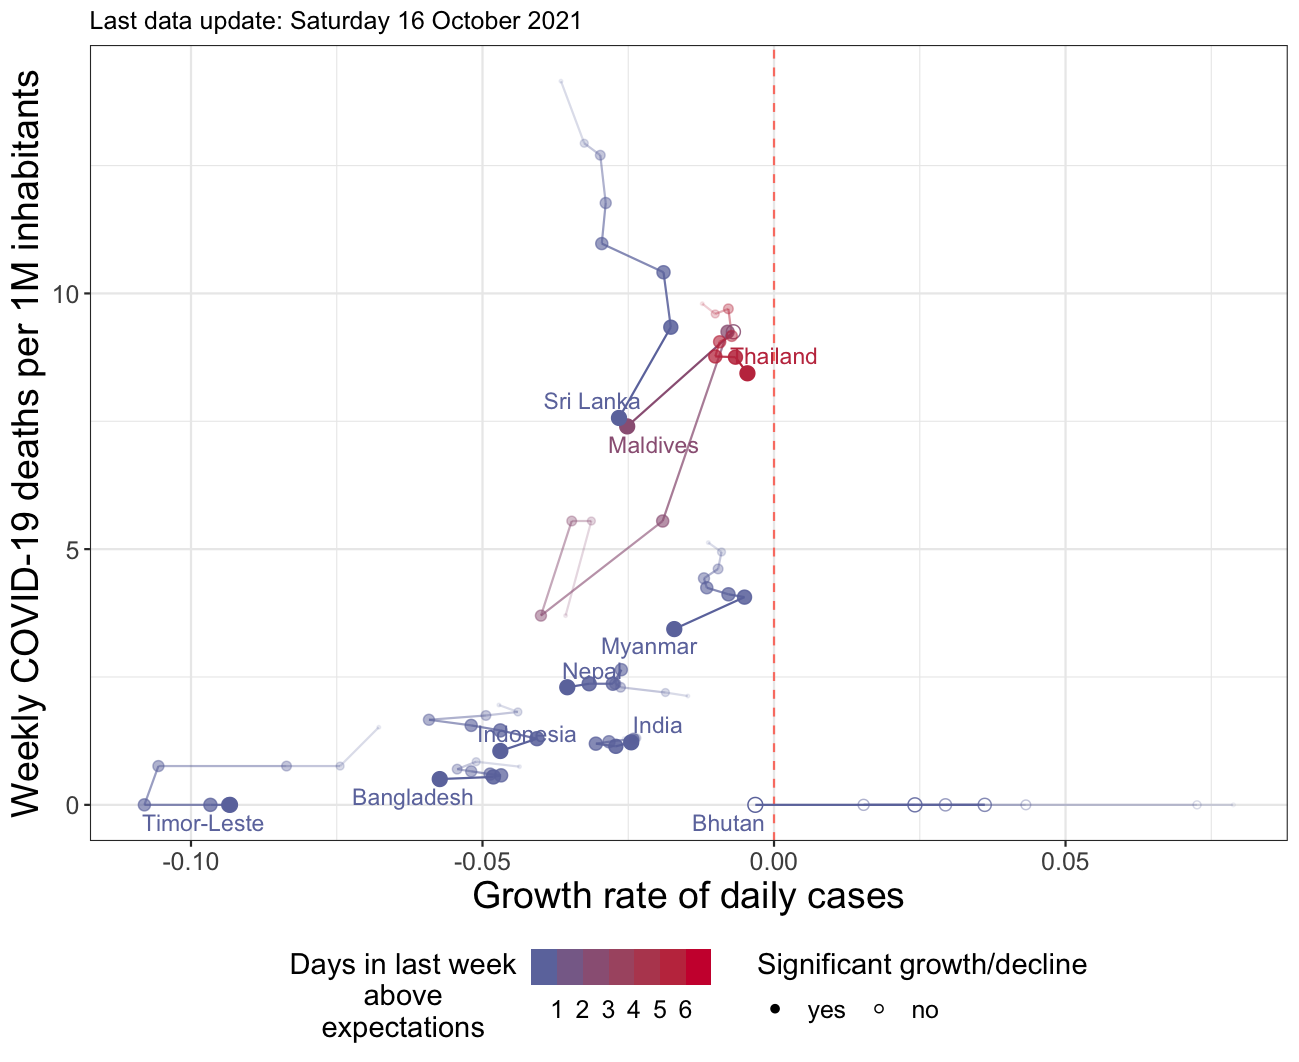 Last data update: Saturday 16 October 2021
Weekly COVID-19 deaths per 1M inhabitants
10
5
0
Thailand
Sri Lanka
Maldives
Myanmar
Nepal
India
Indonesia
Bangladesh
Timor-Leste
Bhutan
-0.10
-0.05
0.00
0.05
Growth rate of daily cases
Days in last week
above
expectations
1 2 3 4 5 6
Significant growth/decline
yes
no